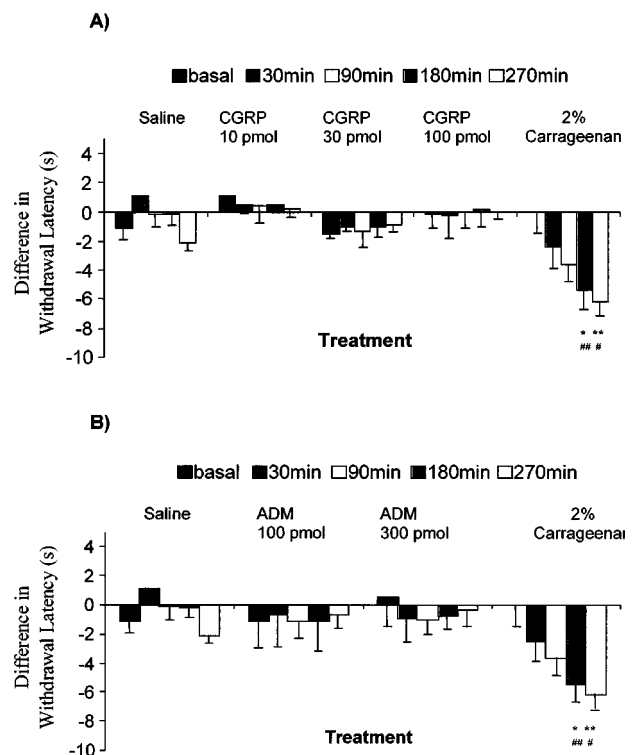 A)
■basal ■30min □90min ■180min □270min
Saline CGRP 10 pmol CGRP 30 pmol CGRP 100 pmol 2% Carrageenan
4
2
0
-2
-4
-6
-8
-10
Difference in Withdrawal Latency (s)
Treatment
* **
## #
B)
■basal ■30min □90min ■180min □270min
Saline ADM 100 pmol ADM 300 pmol 2% Carrageenan
4
2
0
-2
-4
-6
-8
-10
Difference in Withdrawal Latency (s)
Treatment
* **
## #